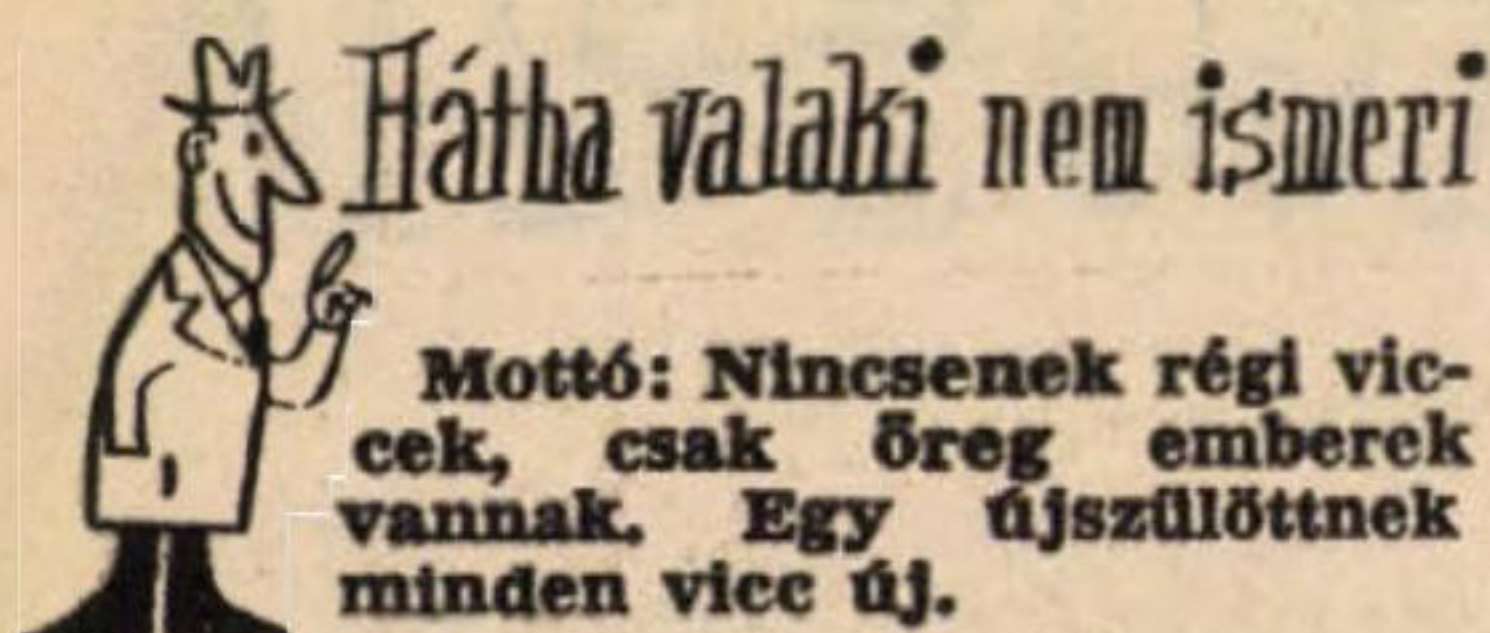 Hátha valaki nem ismeri
Mottó: Nincsenek régi vic-
cek, csak öreg emberek
vannak. Egy újszülöttnek
minden vicc új.